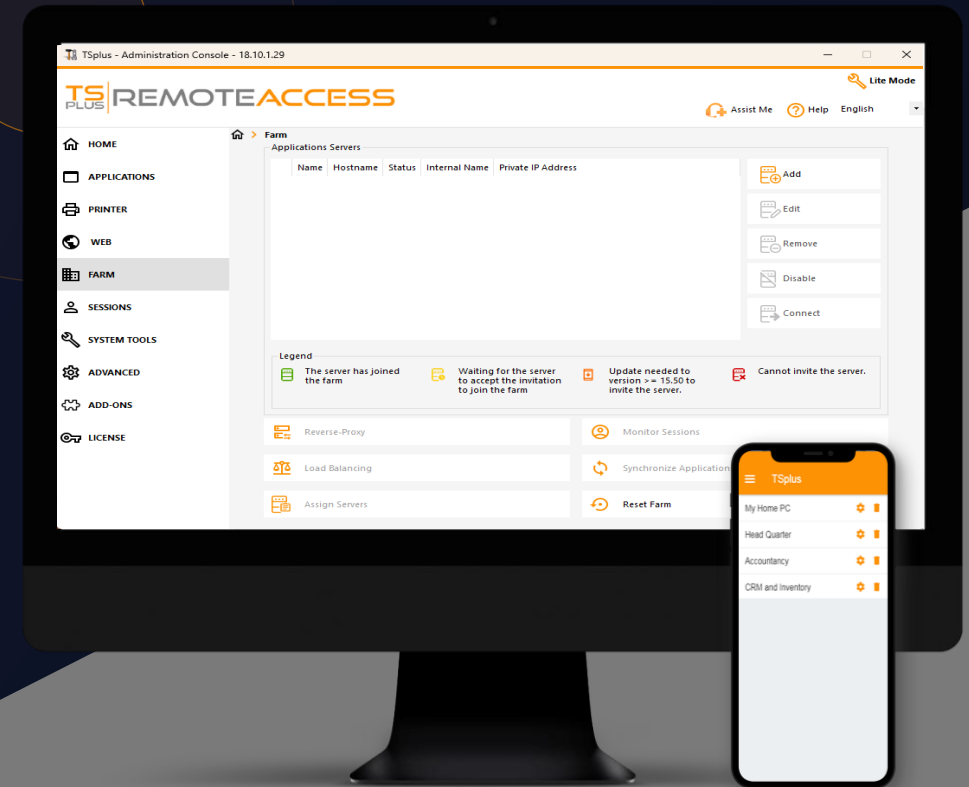 TSplus - Administration Console - 18.10.1.29
Lite Mode
TS PLUS REMOTEACCESS
Assist Me Help English
HOME
APPLICATIONS
PRINTER
WEB
FARM
SESSIONS
SYSTEM TOOLS
ADVANCED
ADD-ONS
LICENSE
> Farm
Applications Servers
Name Hostname Status Internal Name Private IP Address
Add
Edit
Remove
Disable
Connect
Legend
The server has joined
the farm
Waiting for the server
to accept the invitation
to join the farm
Update needed to
version >= 15.50 to
invite the server.
Cannot invite the server.
Reverse-Proxy
Monitor Sessions
Load Balancing
Synchronize Application
Assign Servers
Reset Farm
TSplus
My Home PC
Head Quarter
Accountancy
CRM and Inventory